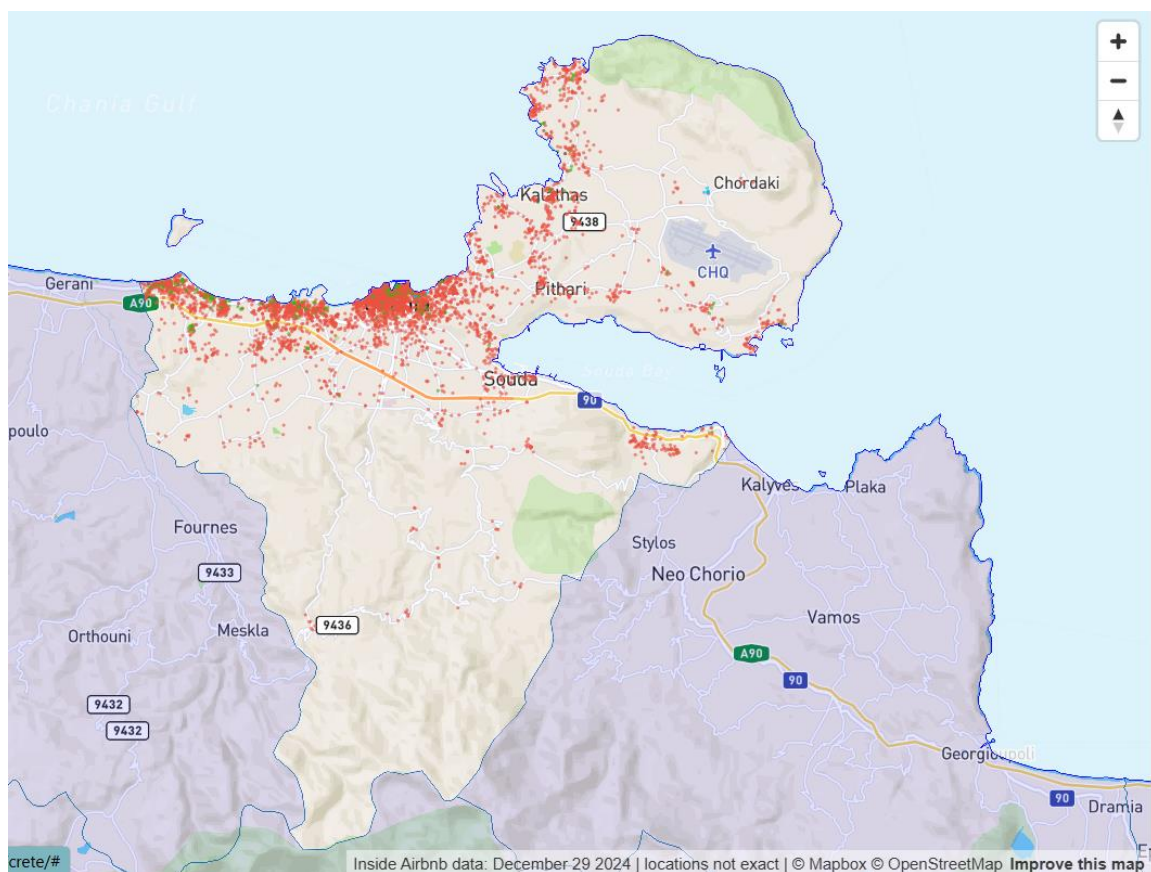 Chania Gulf
Chordaki
Kalathas
9438
CHQ
Gerani
A90
Pithari
Souda Bay
Souda
90
poulo
Kalyves
Plaka
Fournes
Stylos
9433
Neo Chorio
9436
Vamos
Orthouni
Meskla
A90
90
9432
9432
Georgioupoli
90
Dramia
crete/#
Inside Airbnb data: December 29 2024 | locations not exact | © Mapbox © OpenStreetMap Improve this map